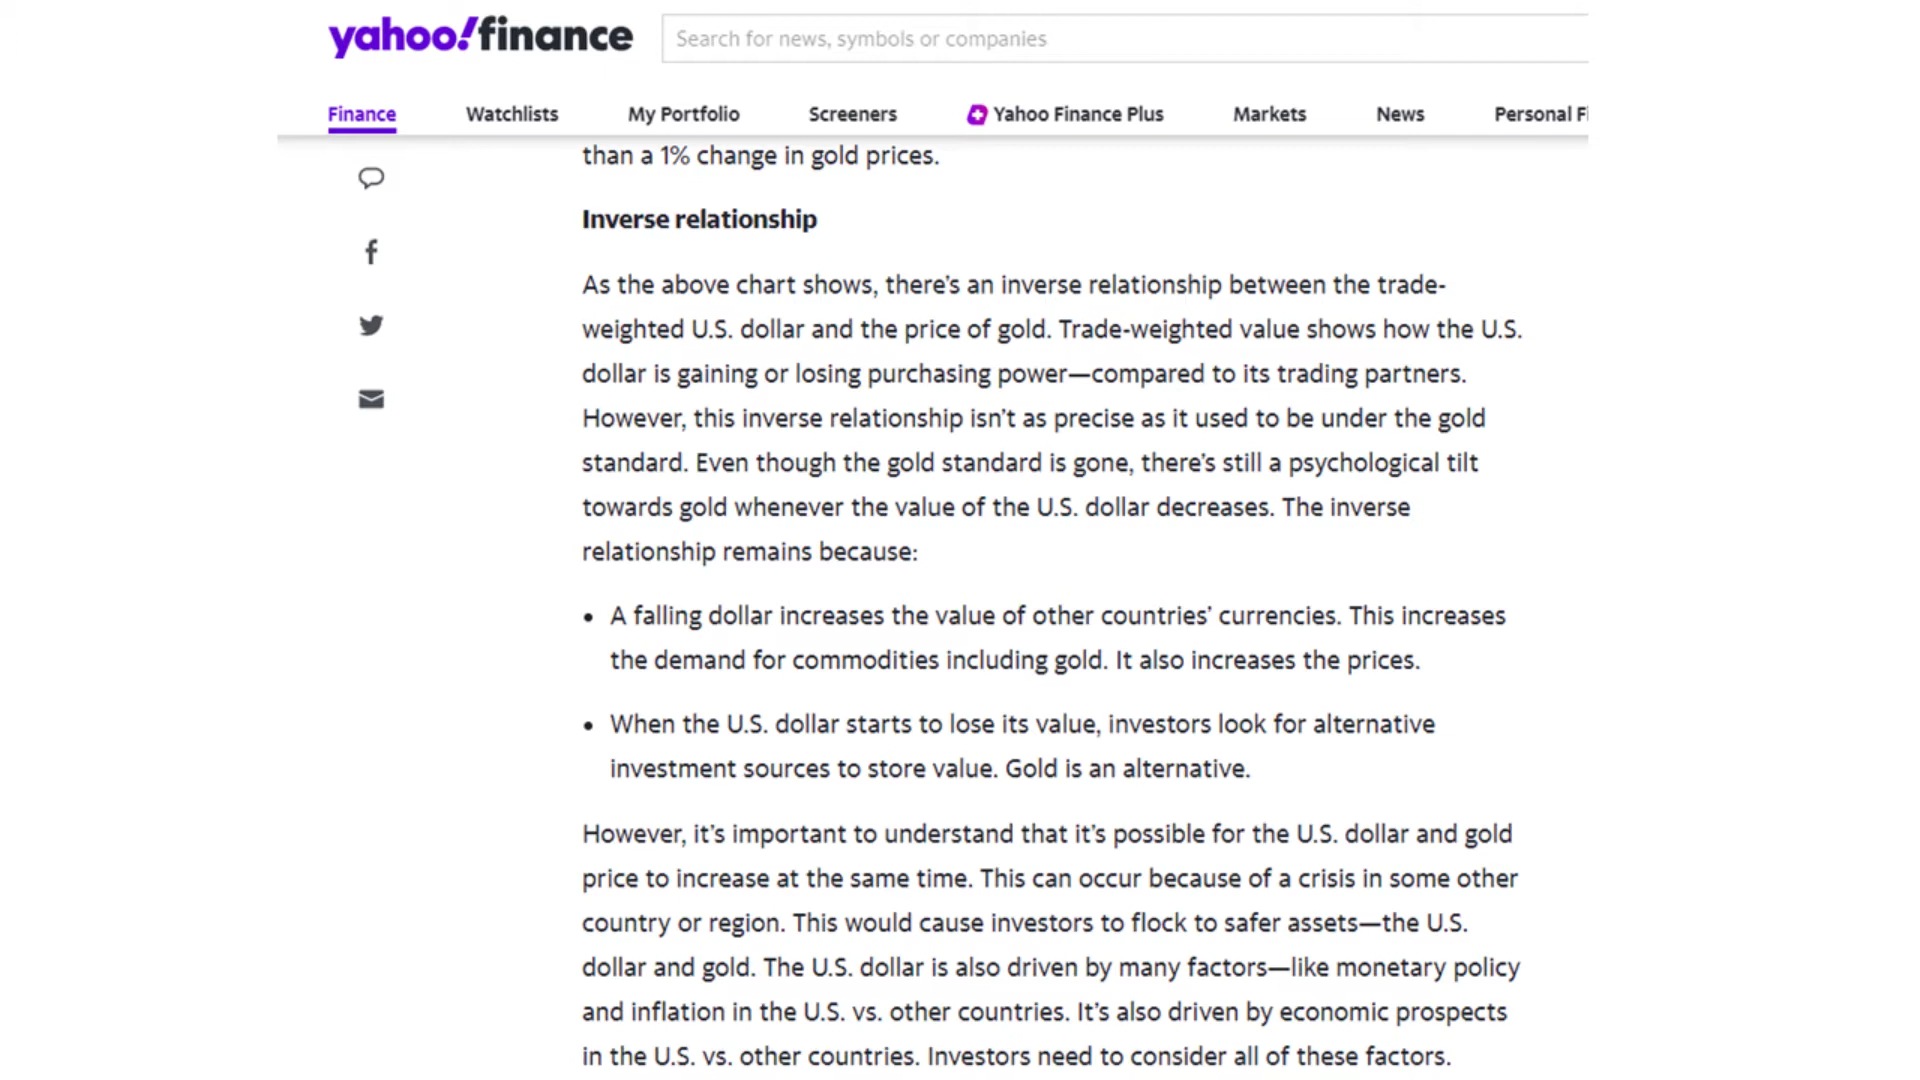 yahoo!finance
Search for news, symbols or companies
Finance Watchlists My Portfolio Screeners Yahoo Finance Plus Markets News Personal Fi
than a 1% change in gold prices.
Inverse relationship
As the above chart shows, there’s an inverse relationship between the trade-
weighted U.S. dollar and the price of gold. Trade-weighted value shows how the U.S.
dollar is gaining or losing purchasing power—compared to its trading partners.
However, this inverse relationship isn’t as precise as it used to be under the gold
standard. Even though the gold standard is gone, there’s still a psychological tilt
towards gold whenever the value of the U.S. dollar decreases. The inverse
relationship remains because:
• A falling dollar increases the value of other countries’ currencies. This increases
the demand for commodities including gold. It also increases the prices.
• When the U.S. dollar starts to lose its value, investors look for alternative
investment sources to store value. Gold is an alternative.
However, it’s important to understand that it’s possible for the U.S. dollar and gold
price to increase at the same time. This can occur because of a crisis in some other
country or region. This would cause investors to flock to safer assets—the U.S.
dollar and gold. The U.S. dollar is also driven by many factors—like monetary policy
and inflation in the U.S. vs. other countries. It’s also driven by economic prospects
in the U.S. vs. other countries. Investors need to consider all of these factors.